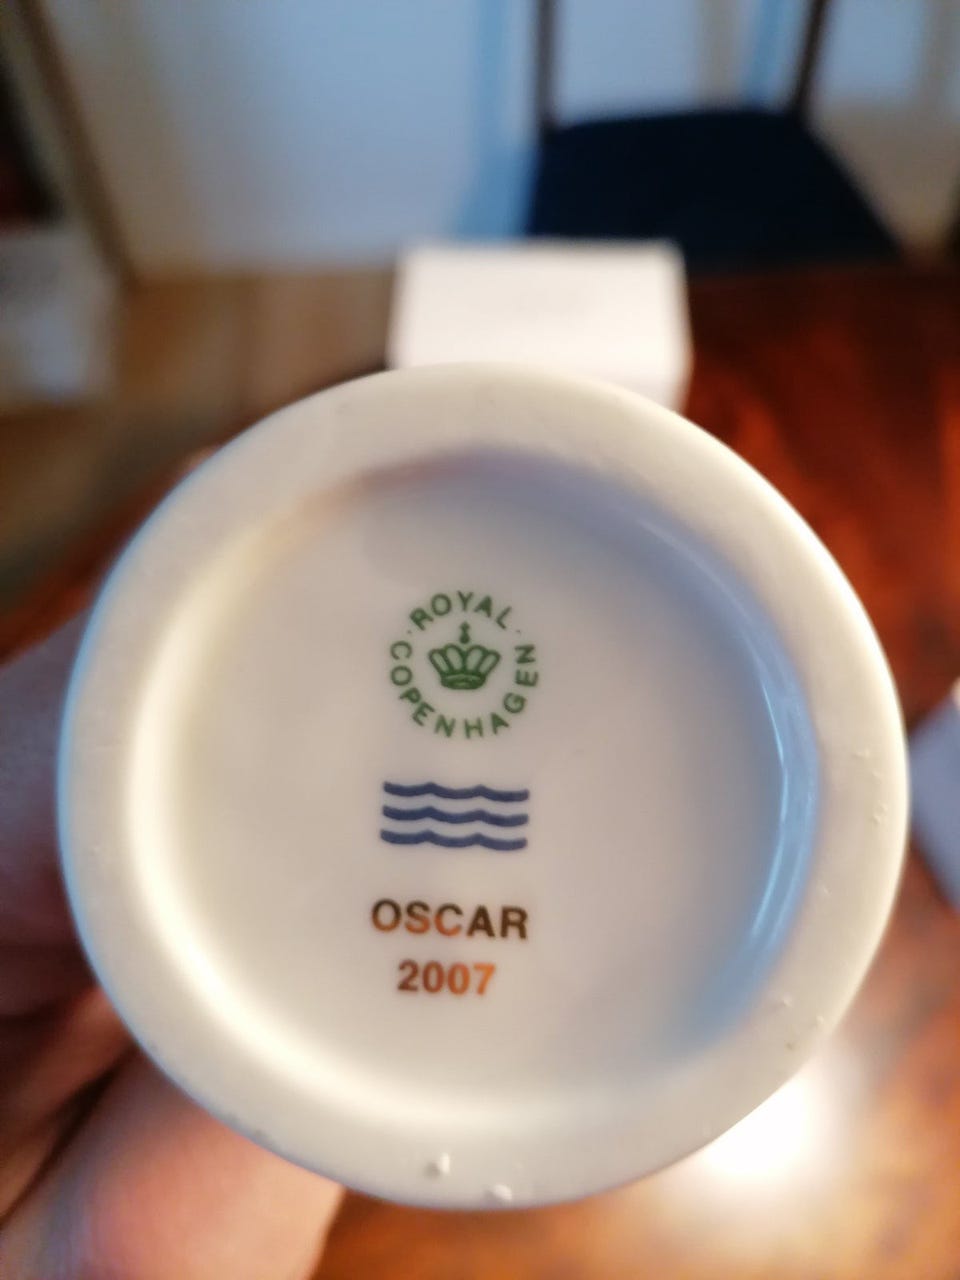 ROYAL
COPENHAGEN
OSCAR
2007